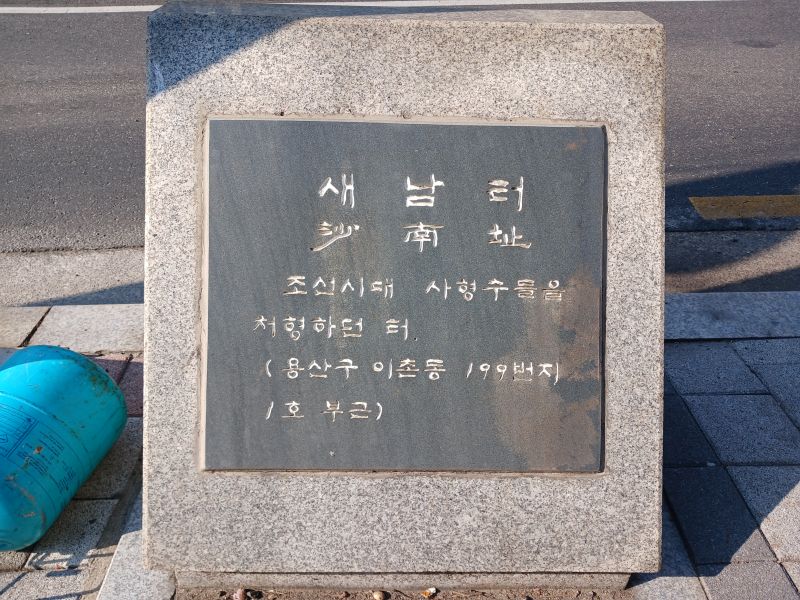 새 남 터
沙 南 址
조선시대 사형수들을
처형하던 터.
(용산구 이촌동 199번지
1호 부근)